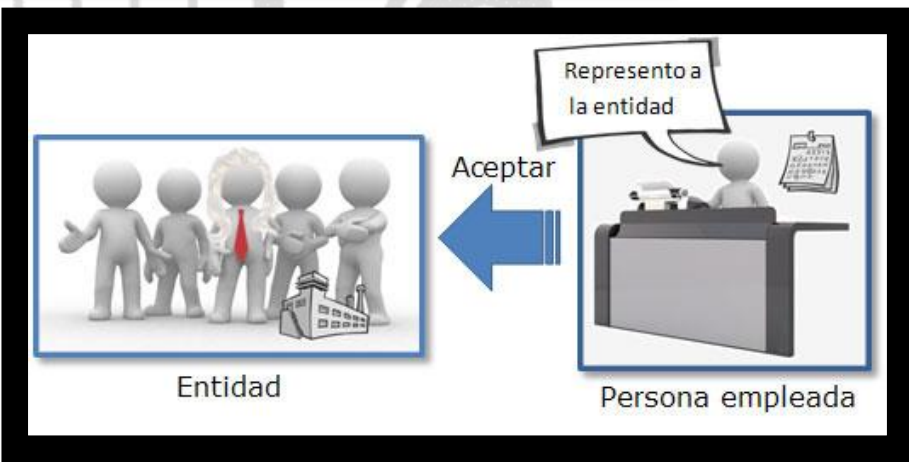 Represento a
la entidad
Aceptar
Entidad
Persona empleada